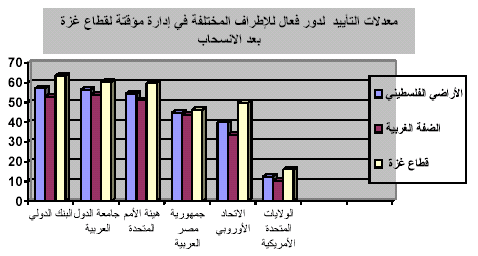 معدلات التأييد لدور فعال للإطراف المختلفة في إدارة مؤقتة لقطاع غزة
بعد الانسحاب
70
60
50
40
30
20
10
0
الأراضي الفلسطيني
الضفة الغربية
قطاع غزة
البنك الدولي
جامعة الدول
العربية
هيئة الأمم
المتحدة
جمهورية
مصر
العربية
الاتحاد
الأوروبي
الولايات
المتحدة
الأمريكية